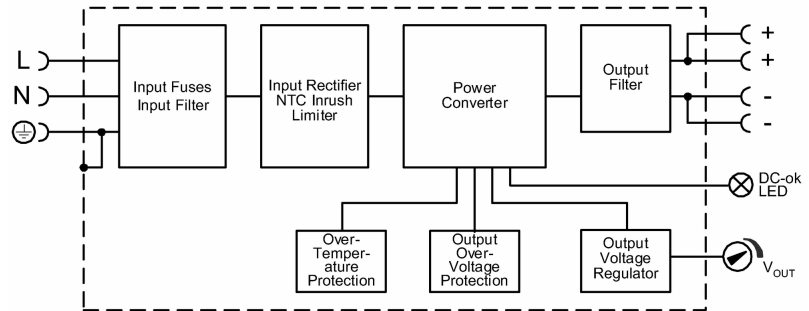 L
N
Input Fuses
Input Filter
Input Rectifier
NTC Inrush
Limiter
Power
Converter
Output
Filter
+
+
-
-
DC-ok
LED
Over-
Temper-
ature
Protection
Output
Over-
Voltage
Protection
Output
Voltage
Regulator
VOUT